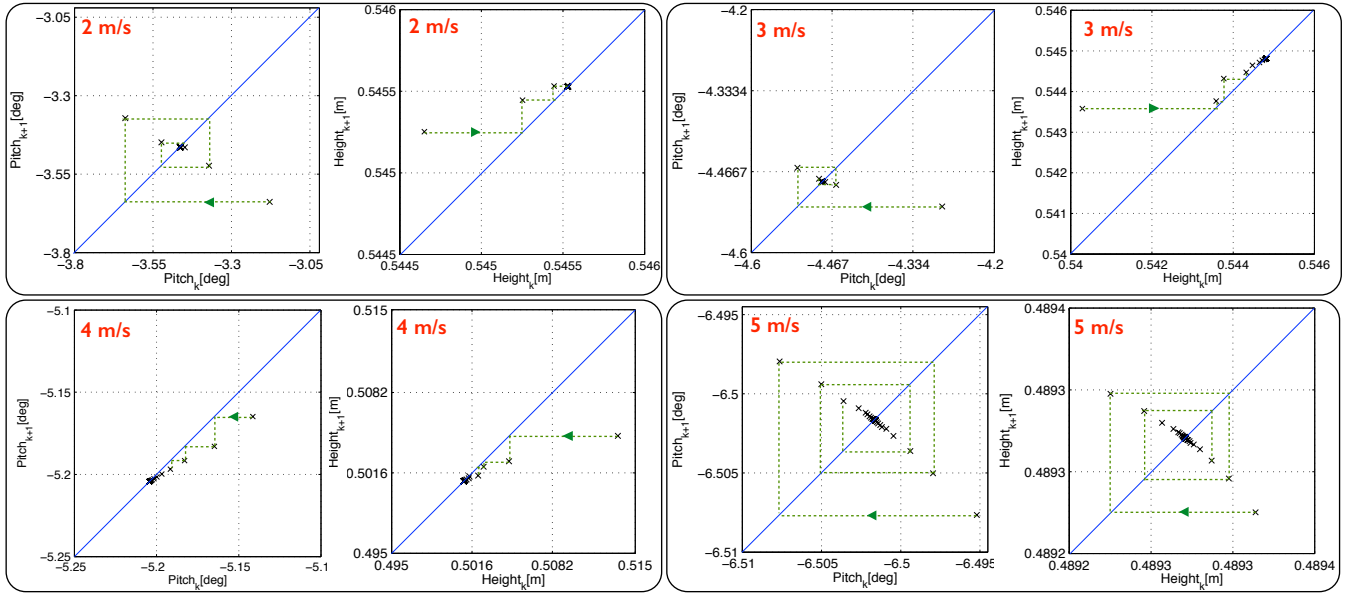 2 m/s
Pitch_{k+1}[deg]
−3.05
−3.3
−3.55
−3.8
−3.8
−3.55
−3.3
−3.05
Pitch_k[deg]
2 m/s
Height_{k+1}[m]
0.546
0.5455
0.545
0.5445
0.5445
0.545
0.5455
0.546
Height_k[m]
3 m/s
Pitch_{k+1}[deg]
−4.2
−4.3334
−4.4667
−4.6
−4.6
−4.467
−4.334
−4.2
Pitch_k[deg]
3 m/s
Height_{k+1}[m]
0.546
0.545
0.544
0.543
0.542
0.541
0.54
0.54
0.542
0.544
0.546
Height_k[m]
4 m/s
Pitch_{k+1}[deg]
−5.1
−5.15
−5.2
−5.25
−5.25
−5.2
−5.15
−5.1
Pitch_k[deg]
4 m/s
Height_{k+1}[m]
0.515
0.5082
0.5016
0.495
0.495
0.5016
0.5082
0.515
Height_k[m]
5 m/s
Pitch_{k+1}[deg]
−6.495
−6.5
−6.505
−6.51
−6.51
−6.505
−6.5
−6.495
Pitch_k[deg]
5 m/s
Height_{k+1}[m]
0.4894
0.4893
0.4893
0.4892
0.4892
0.4893
0.4893
0.4894
Height_k[m]